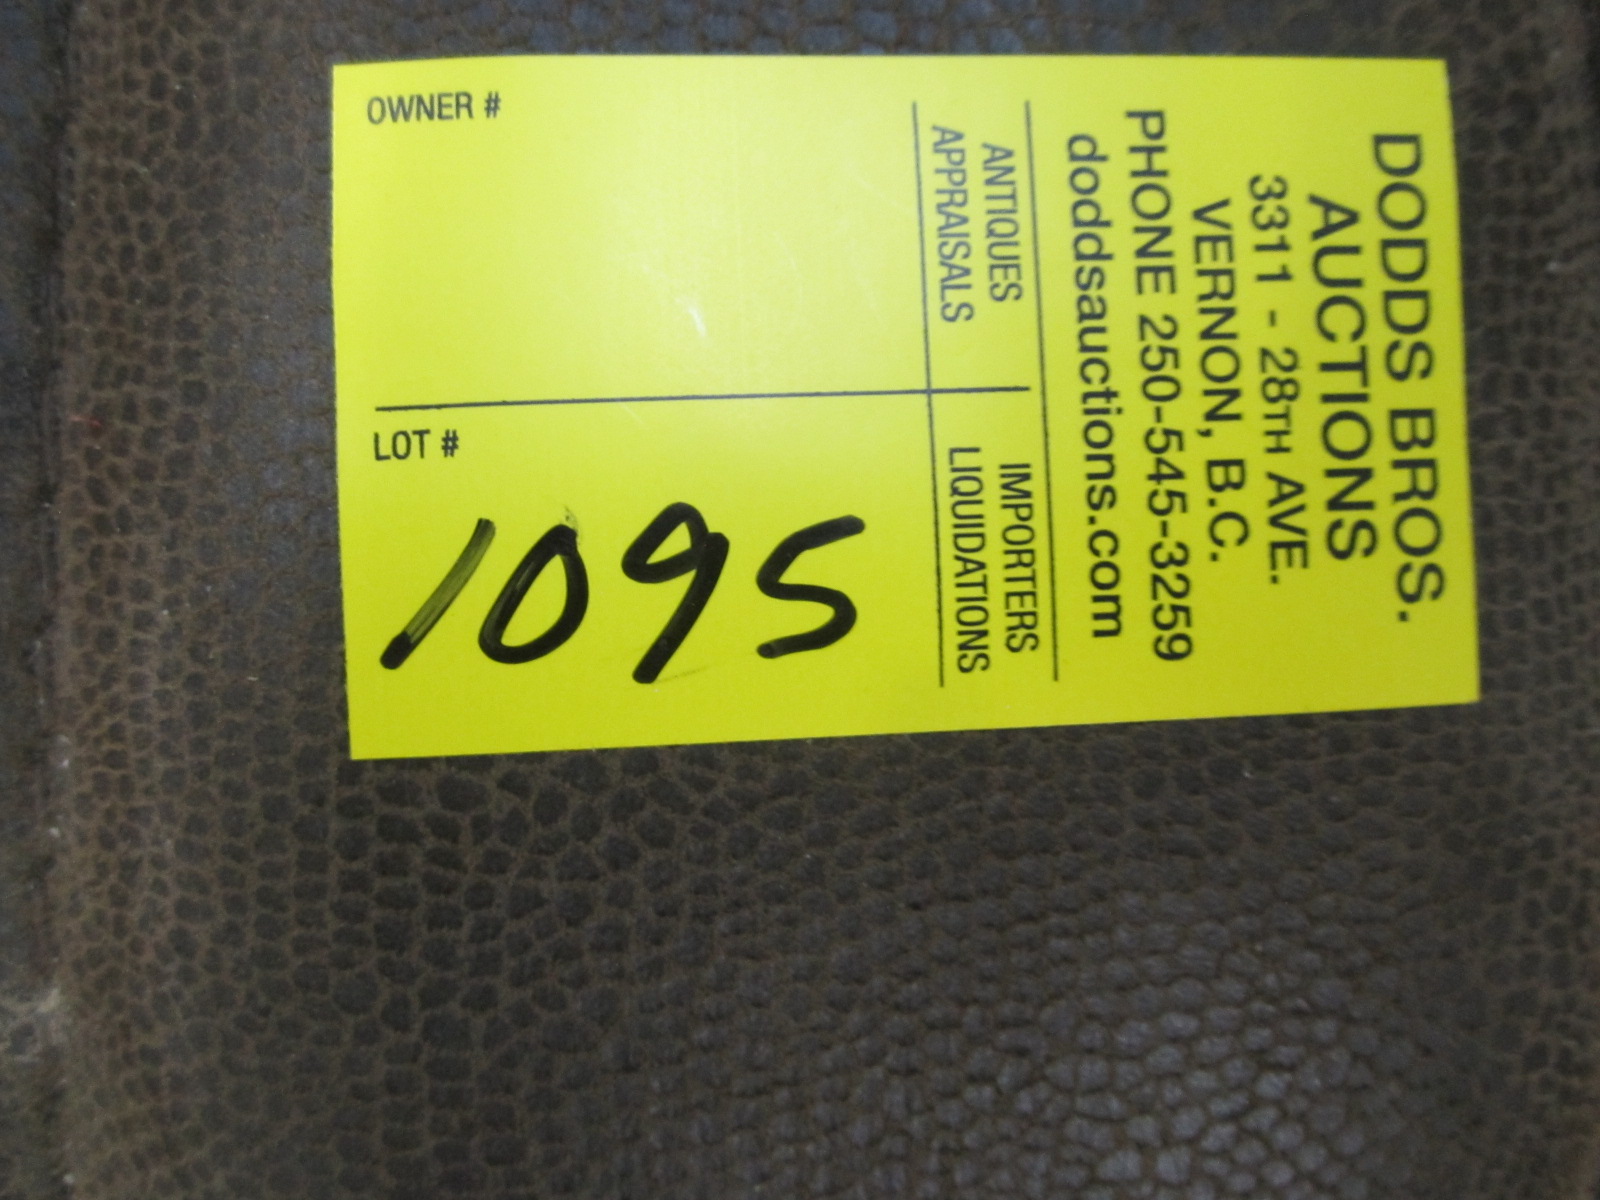 DODDS BROS.
AUCTIONS
3311 - 28TH AVE.
VERNON, B.C.
PHONE 250-545-3259
doddsauctions.com
ANTIQUES
APPRAISALS
IMPORTERS
LIQUIDATIONS
OWNER #
LOT #
1095